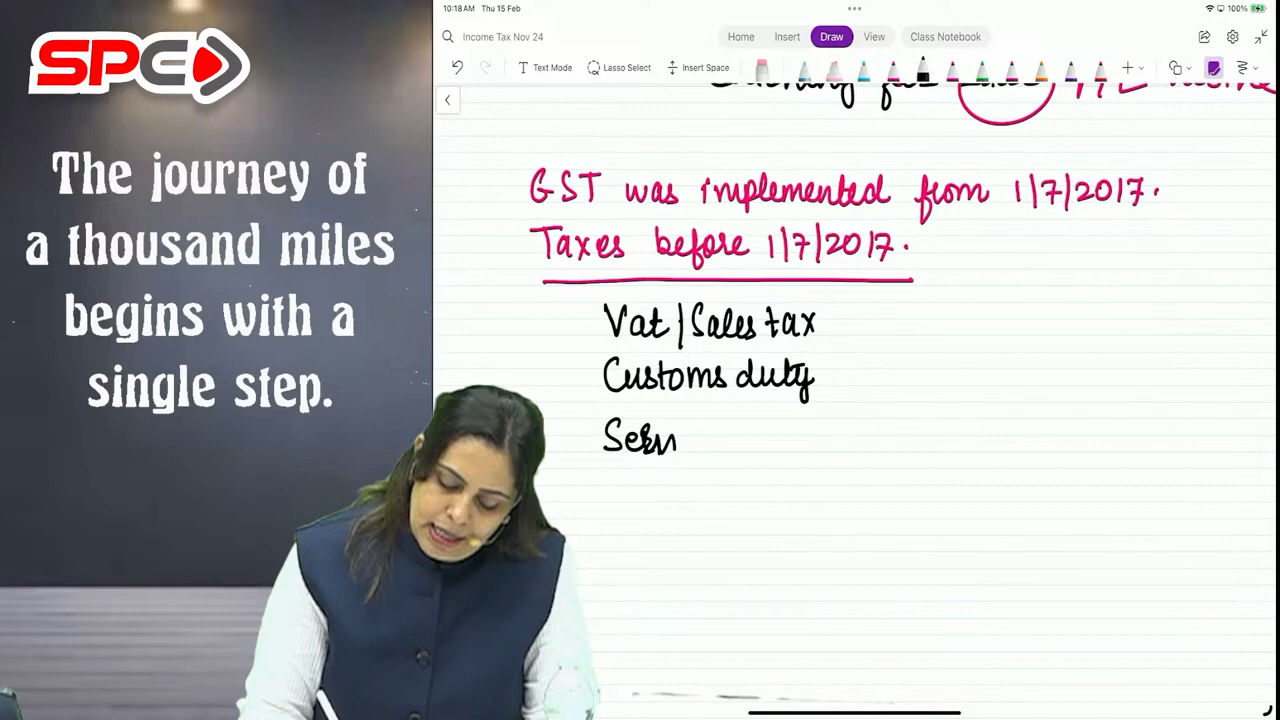 SPC
The journey of
a thousand miles
begins with a
single step.
10:18 AM Thu 15 Feb
100%
Income Tax Nov 24
Home Insert Draw View Class Notebook
Text Mode Lasso Select Insert Space
GST was implemented from 1/7/2017.
Taxes before 1/7/2017.
Vat / Sales tax
Customs duty
Serv